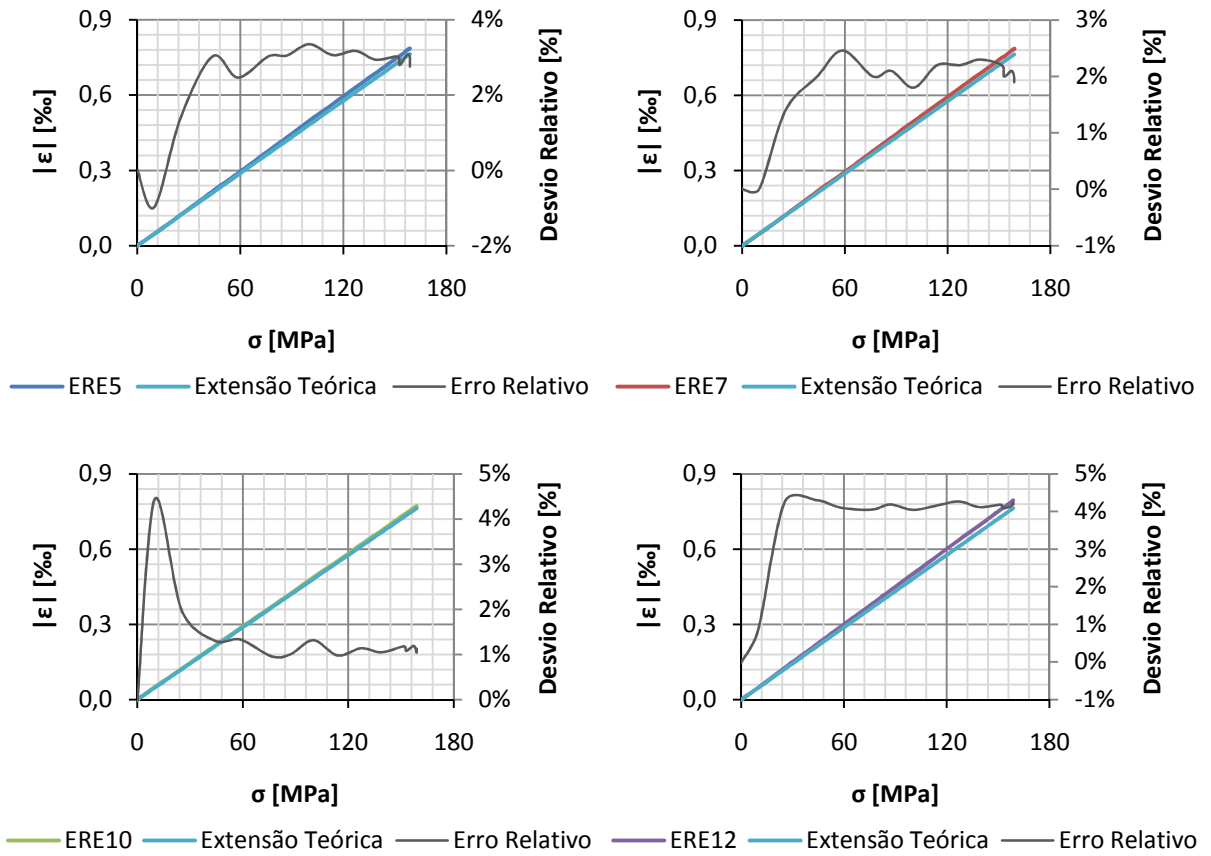 0,9
0,6
0,3
0,0
|ε| [‰]
4%
2%
0%
-2%
Desvio Relativo [%]
0 60 120 180
σ [MPa]
ERE5 Extensão Teórica Erro Relativo
0,9
0,6
0,3
0,0
|ε| [‰]
3%
2%
1%
0%
-1%
Desvio Relativo [%]
0 60 120 180
σ [MPa]
ERE7 Extensão Teórica Erro Relativo
0,9
0,6
0,3
0,0
|ε| [‰]
5%
4%
3%
2%
1%
0%
Desvio Relativo [%]
0 60 120 180
σ [MPa]
ERE10 Extensão Teórica Erro Relativo
0,9
0,6
0,3
0,0
|ε| [‰]
5%
4%
3%
2%
1%
0%
-1%
Desvio Relativo [%]
0 60 120 180
σ [MPa]
ERE12 Extensão Teórica Erro Relativo